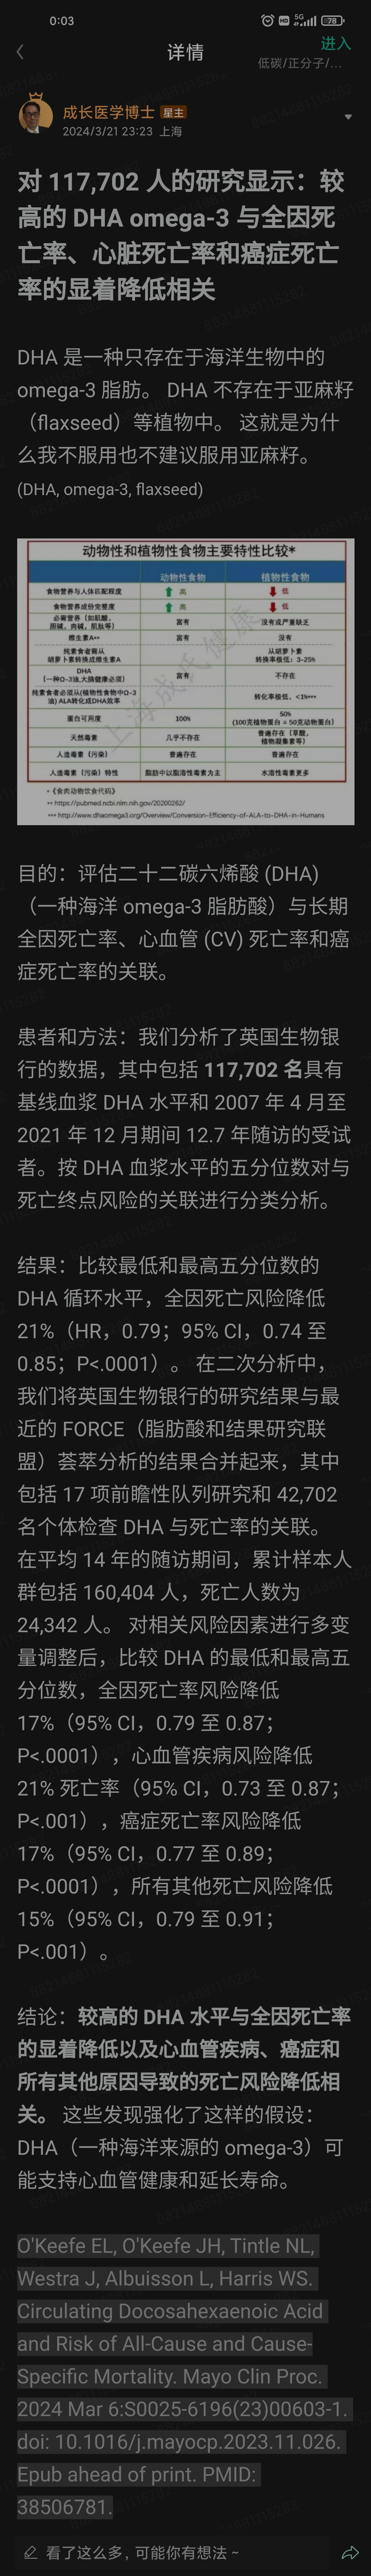 0:03
5G
78
详情
进入
低碳/正分子/...
成长医学博士 星主
2024/3/21 23:23 上海
对 117,702 人的研究显示：较
高的 DHA omega-3 与全因死
亡率、心脏死亡率和癌症死亡
率的显着降低相关
DHA 是一种只存在于海洋生物中的
omega-3 脂肪。 DHA 不存在于亚麻籽
（flaxseed）等植物中。 这就是为什
么我不服用也不建议服用亚麻籽。
(DHA, omega-3, flaxseed)
动物性和植物性食物主要特性比较*
动物性食物 植物性食物
食物营养与人体匹配程度 高 低
食物营养成份完整度 高 低
必需营养（如肌酸，
胆碱，肉碱，肌肽等） 富有 没有或严重缺乏
维生素A** 富有 没有
纯素食者需从
胡萝卜素转换成维生素A 从胡萝卜素
转换率极低：3-25%
DHA
（一种Ω-3油,大脑健康必须） 富有 不存在
纯素食者必须从(植物性食物中Ω-3
油) ALA转化成DHA效率 转化率极低，<1%***
蛋白可用度 100% 50%
(100克植物蛋白 = 50克动物蛋白)
天然毒素 几乎不存在 普遍存在（草酸，
植物凝集素等）
人造毒素（污染） 普遍存在 普遍存在
人造毒素（污染）特性 脂肪中以脂溶性毒素为主 水溶性毒素更多
*《食肉动物饮食代码》
** https://pubmed.ncbi.nlm.nih.gov/20200262/
*** http://www.dhaomega3.org/Overview/Conversion-Efficiency-of-ALA-to-DHA-in-Humans
上海成氏健康
目的：评估二十二碳六烯酸 (DHA)
（一种海洋 omega-3 脂肪酸）与长期
全因死亡率、心血管 (CV) 死亡率和癌
症死亡率的关联。
患者和方法：我们分析了英国生物银
行的数据，其中包括 117,702 名具有
基线血浆 DHA 水平和 2007 年 4 月至
2021 年 12 月期间 12.7 年随访的受试
者。按 DHA 血浆水平的五分位数对与
死亡终点风险的关联进行分类分析。
结果：比较最低和最高五分位数的
DHA 循环水平，全因死亡风险降低
21%（HR，0.79；95% CI，0.74 至
0.85；P<.0001）。 在二次分析中，
我们将英国生物银行的研究结果与最
近的 FORCE（脂肪酸和结果研究联
盟）荟萃分析的结果合并起来，其中
包括 17 项前瞻性队列研究和 42,702
名个体检查 DHA 与死亡率的关联。
在平均 14 年的随访期间，累计样本人
群包括 160,404 人，死亡人数为
24,342 人。 对相关风险因素进行多变
量调整后，比较 DHA 的最低和最高五
分位数，全因死亡率风险降低
17%（95% CI，0.79 至 0.87；
P<.0001），心血管疾病风险降低
21% 死亡率（95% CI，0.73 至 0.87；
P<.001），癌症死亡率风险降低
17%（95% CI，0.77 至 0.89；
P<.0001），所有其他死亡风险降低
15%（95% CI，0.79 至 0.91；
P<.001）。
结论：较高的 DHA 水平与全因死亡率
的显着降低以及心血管疾病、癌症和
所有其他原因导致的死亡风险降低相
关。 这些发现强化了这样的假设：
DHA（一种海洋来源的 omega-3）可
能支持心血管健康和延长寿命。
O'Keefe EL, O'Keefe JH, Tintle NL,
Westra J, Albuisson L, Harris WS.
Circulating Docosahexaenoic Acid
and Risk of All-Cause and Cause-
Specific Mortality. Mayo Clin Proc.
2024 Mar 6:S0025-6196(23)00603-1.
doi: 10.1016/j.mayocp.2023.11.026.
Epub ahead of print. PMID:
38506781.
看了这么多，可能你有想法～